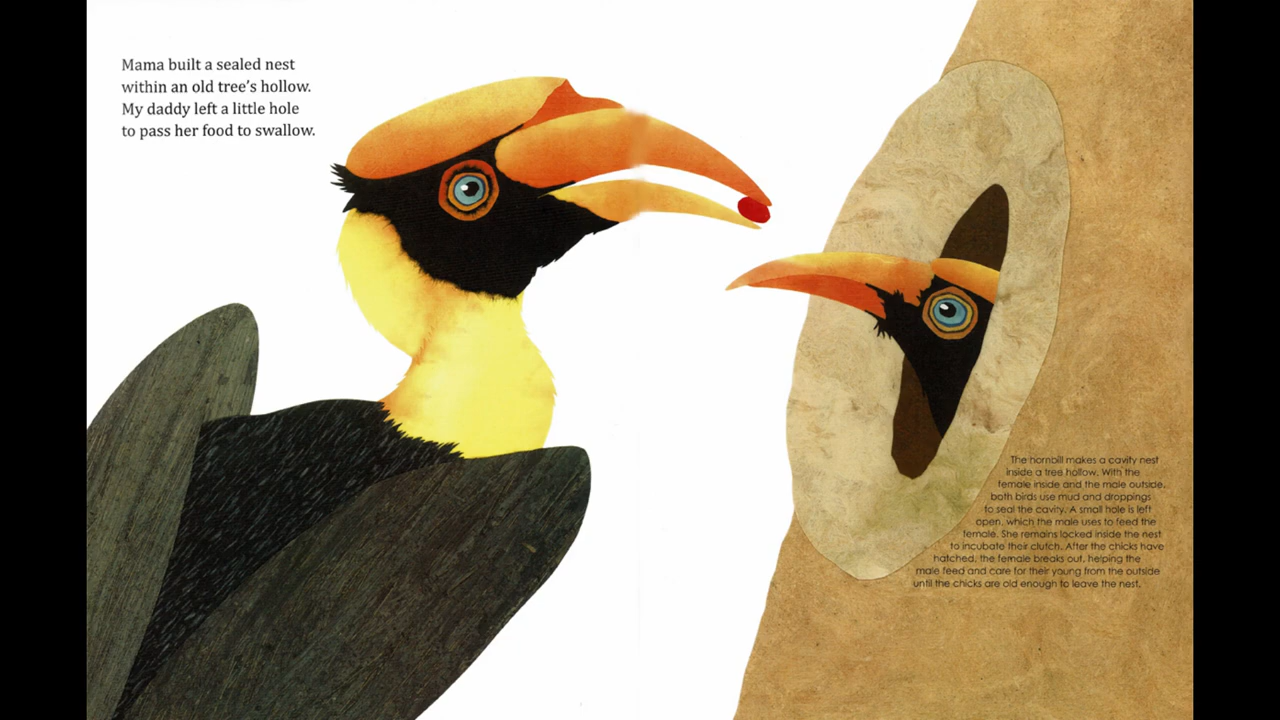 Mama built a sealed nest
within an old tree's hollow.
My daddy left a little hole
to pass her food to swallow.
The hornbill makes a cavity nest
inside a tree hollow. With the
female inside and the male outside,
both birds use mud and droppings
to seal the cavity. A small hole is left
open, which the male uses to feed the
female. She remains locked inside the nest
to incubate their clutch. After the chicks have
hatched, the female breaks out, helping the
male feed and care for their young from the outside
until the chicks are old enough to leave the nest.